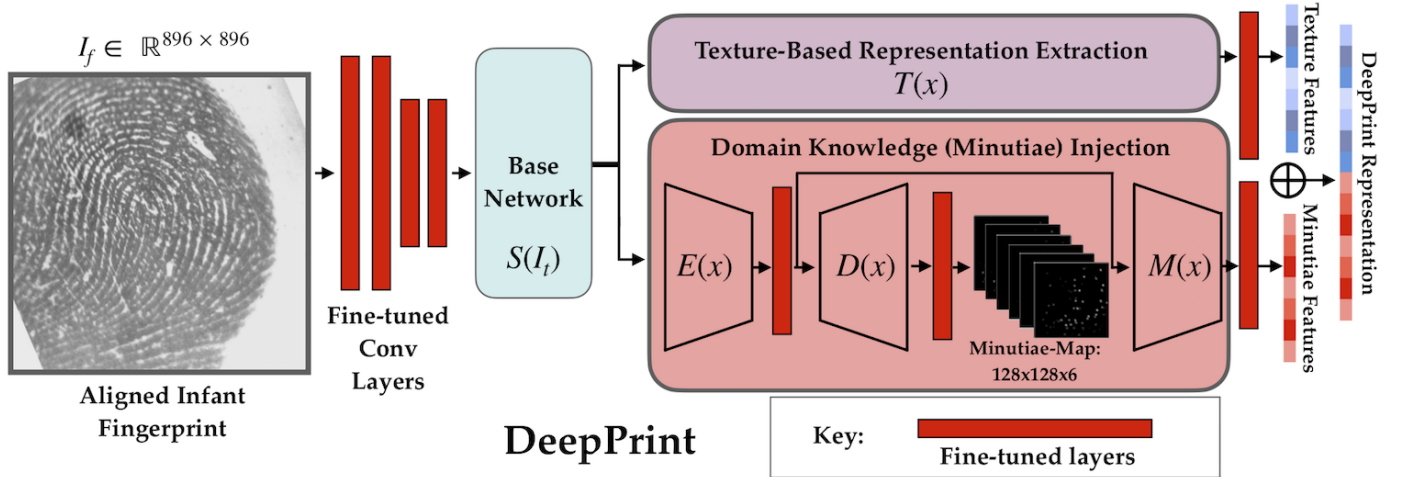 I_f ∈ ℝ^{896 × 896}
Aligned Infant
Fingerprint
Fine-tuned
Conv
Layers
Base
Network
S(I_t)
Texture-Based Representation Extraction
T(x)
Domain Knowledge (Minutiae) Injection
E(x)
D(x)
Minutiae-Map:
128x128x6
M(x)
Texture Features
Minutiae Features
DeepPrint Representation
DeepPrint
Key:
Fine-tuned layers